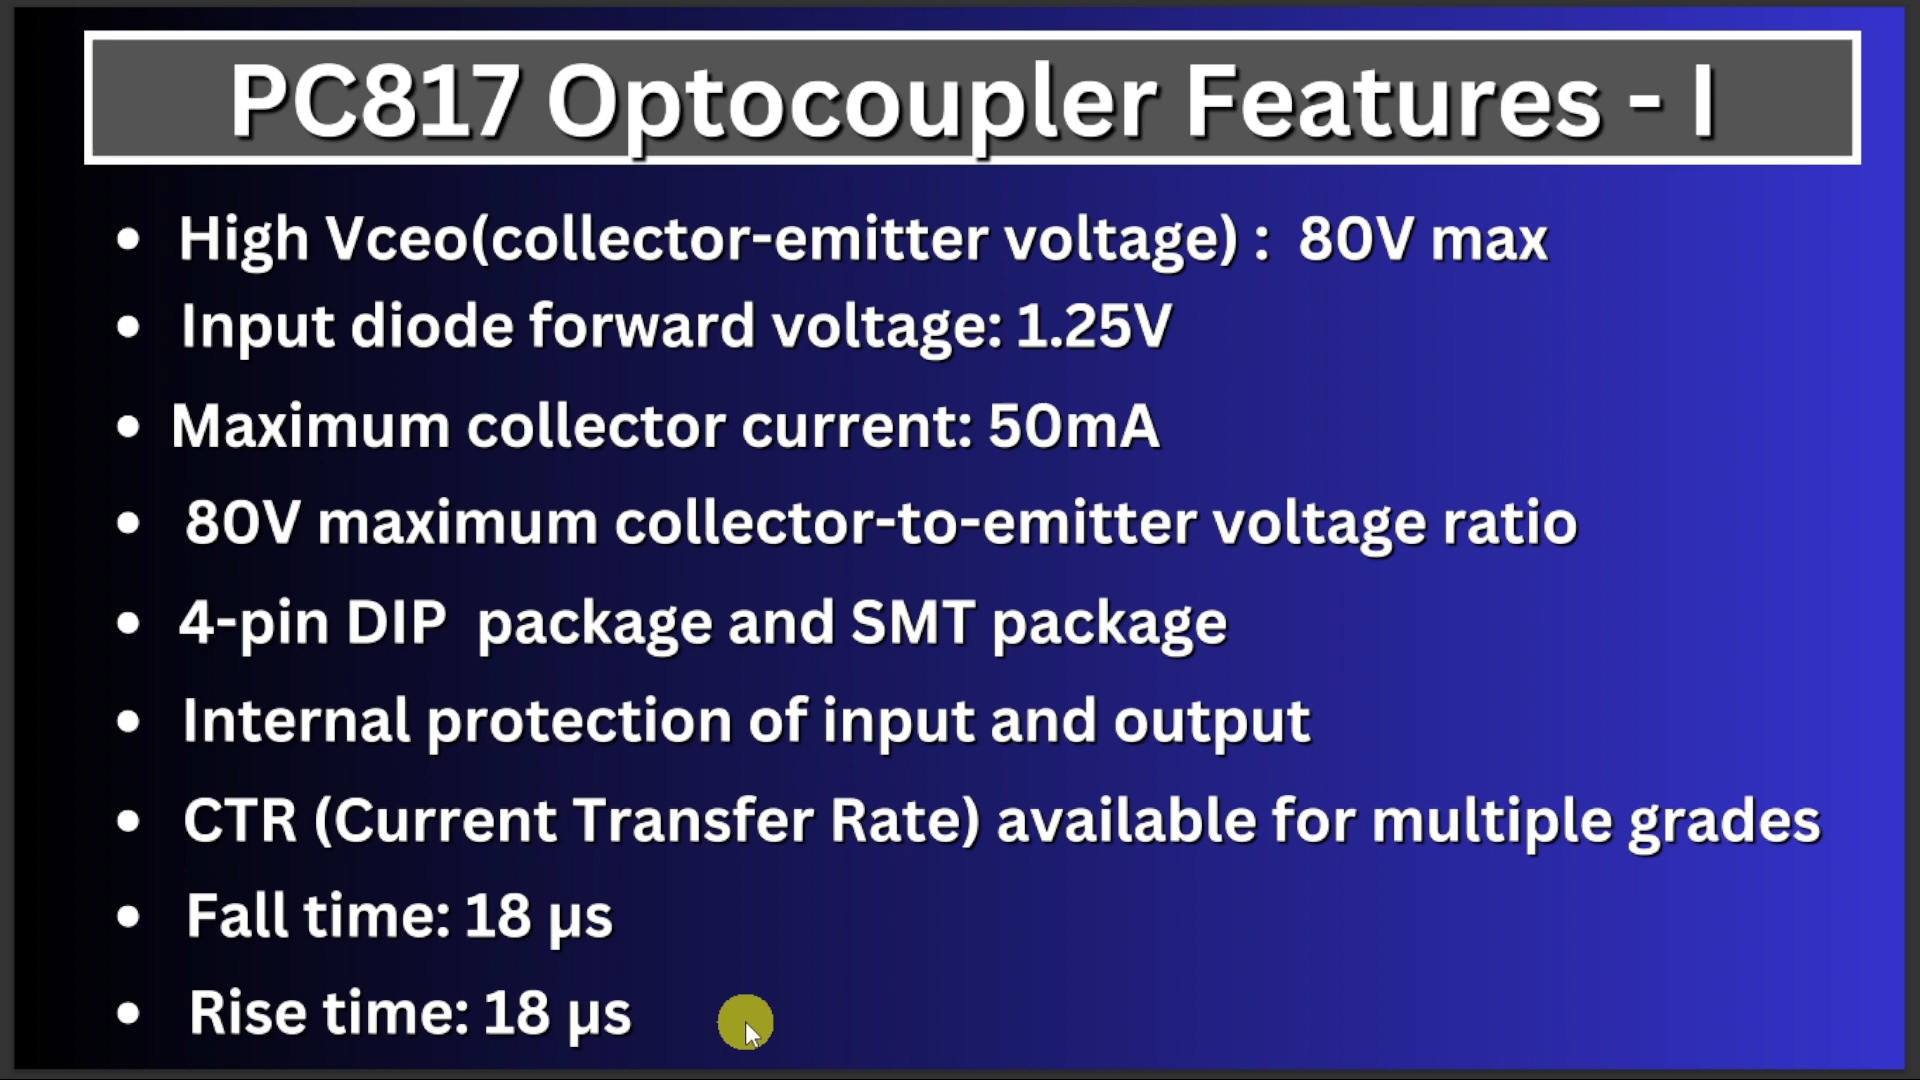 PC817 Optocoupler Features - I
• High Vceo(collector-emitter voltage) : 80V max
• Input diode forward voltage: 1.25V
• Maximum collector current: 50mA
• 80V maximum collector-to-emitter voltage ratio
• 4-pin DIP package and SMT package
• Internal protection of input and output
• CTR (Current Transfer Rate) available for multiple grades
• Fall time: 18 μs
• Rise time: 18 μs